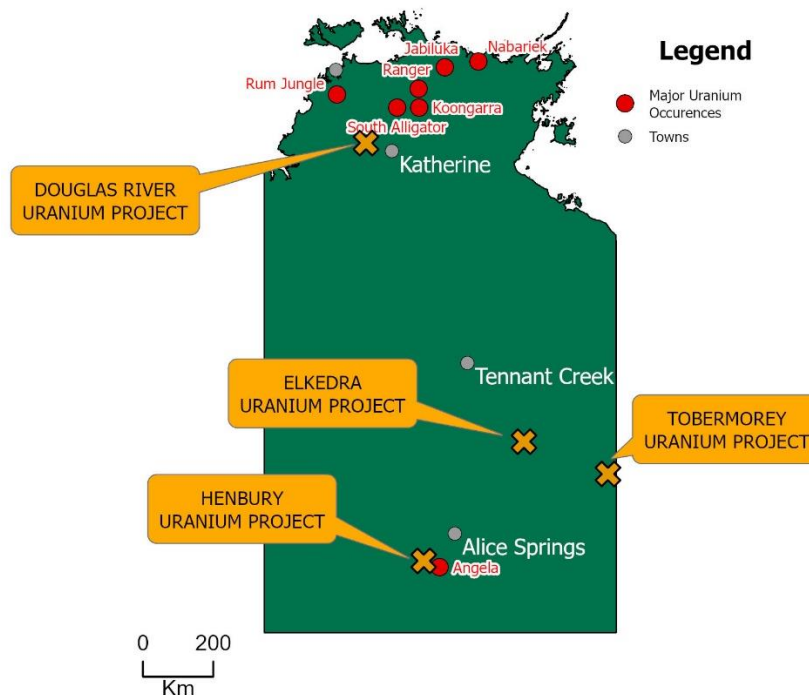 Jabiluka
Nabariek
Ranger
Rum Jungle
Koongarra
South Alligator
Katherine
DOUGLAS RIVER
URANIUM PROJECT
Legend
Major Uranium
Occurences
Towns
Tennant Creek
ELKEDRA
URANIUM PROJECT
TOBERMOREY
URANIUM PROJECT
HENBURY
URANIUM PROJECT
Alice Springs
Angela
0 200
Km